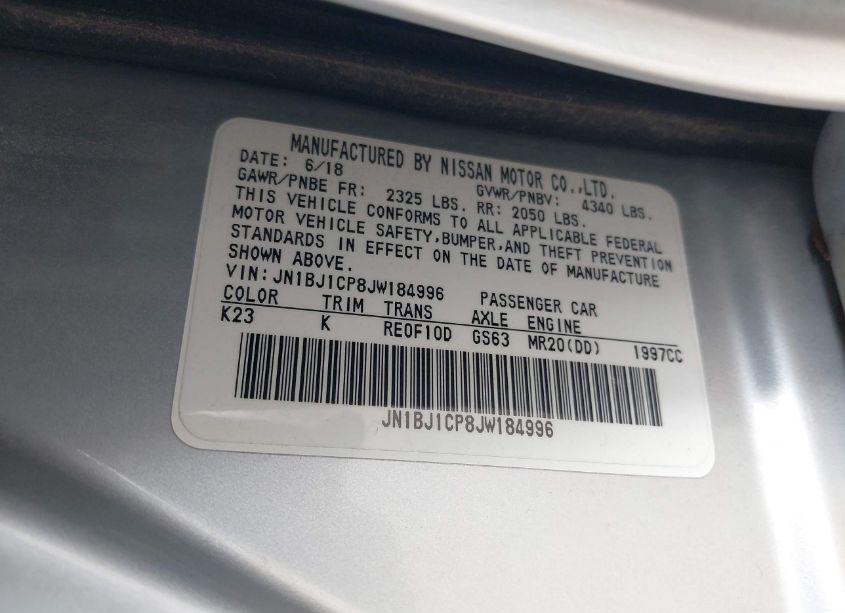 MANUFACTURED BY NISSAN MOTOR CO.,LTD.
DATE: 6/18 GVWR/PNBV: 4340 LBS.
GAWR/PNBE FR: 2325 LBS. RR: 2050 LBS.
THIS VEHICLE CONFORMS TO ALL APPLICABLE FEDERAL
MOTOR VEHICLE SAFETY,BUMPER,AND THEFT PREVENTION
STANDARDS IN EFFECT ON THE DATE OF MANUFACTURE
SHOWN ABOVE.
VIN:JN1BJ1CP8JW184996 PASSENGER CAR
COLOR TRIM TRANS AXLE ENGINE
K23 K RE0F10D GS63 MR20(DD) 1997CC
JN1BJ1CP8JW184996